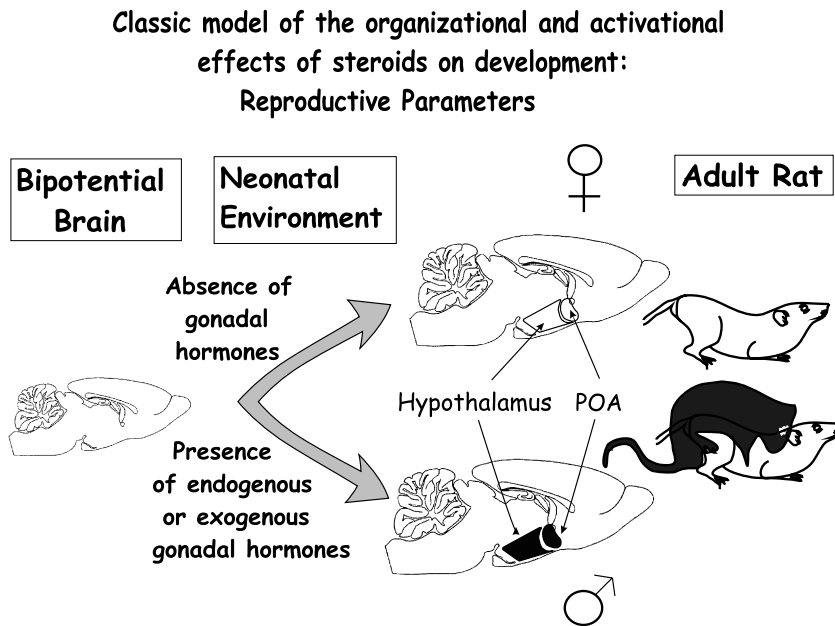 Classic model of the organizational and activational
effects of steroids on development:
Reproductive Parameters
Bipotential
Brain
Neonatal
Environment
Adult Rat
Absence of
gonadal
hormones
Hypothalamus POA
Presence
of endogenous
or exogenous
gonadal hormones